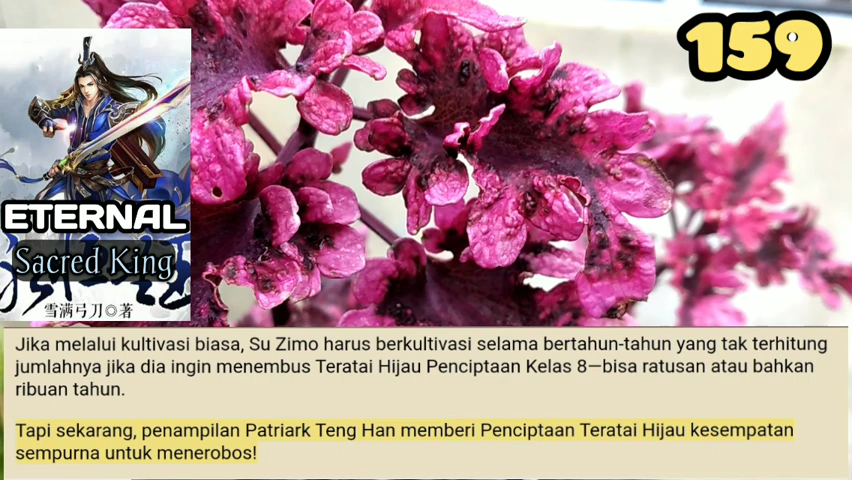 159
ETERNAL
Sacred King
雪满弓刀◎著
Jika melalui kultivasi biasa, Su Zimo harus berkultivasi selama bertahun-tahun yang tak terhitung
jumlahnya jika dia ingin menembus Teratai Hijau Penciptaan Kelas 8—bisa ratusan atau bahkan
ribuan tahun.
Tapi sekarang, penampilan Patriark Teng Han memberi Penciptaan Teratai Hijau kesempatan
sempurna untuk menerobos!